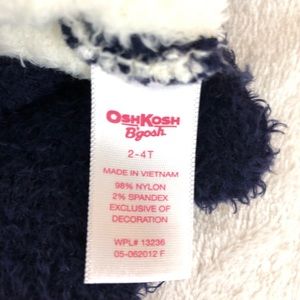 OshKosh
B'gosh
2-4T
MADE IN VIETNAM
98% NYLON
2% SPANDEX
EXCLUSIVE OF
DECORATION
WPL# 13236
05-062012 F